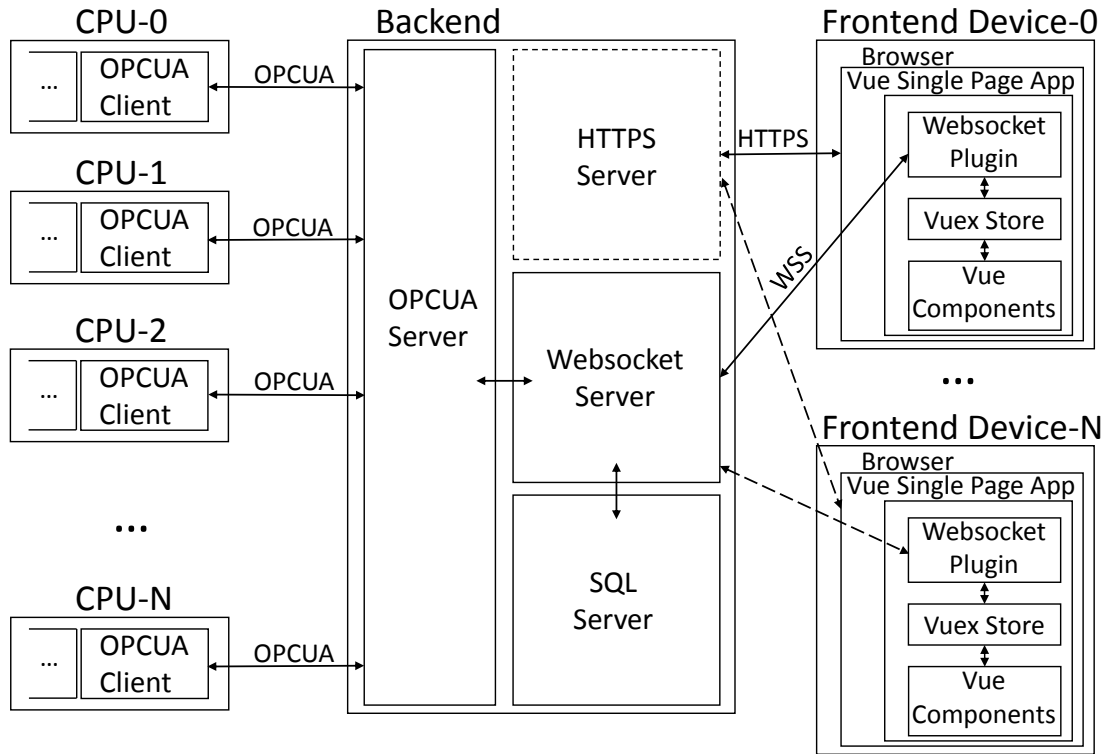 CPU-0
...
OPCUA
Client
OPCUA
CPU-1
...
OPCUA
Client
OPCUA
CPU-2
...
OPCUA
Client
OPCUA
...
CPU-N
...
OPCUA
Client
OPCUA
Backend
OPCUA
Server
HTTPS
Server
Websocket
Server
SQL
Server
HTTPS
WSS
Frontend Device-0
Browser
Vue Single Page App
Websocket
Plugin
Vuex Store
Vue
Components
...
Frontend Device-N
Browser
Vue Single Page App
Websocket
Plugin
Vuex Store
Vue
Components